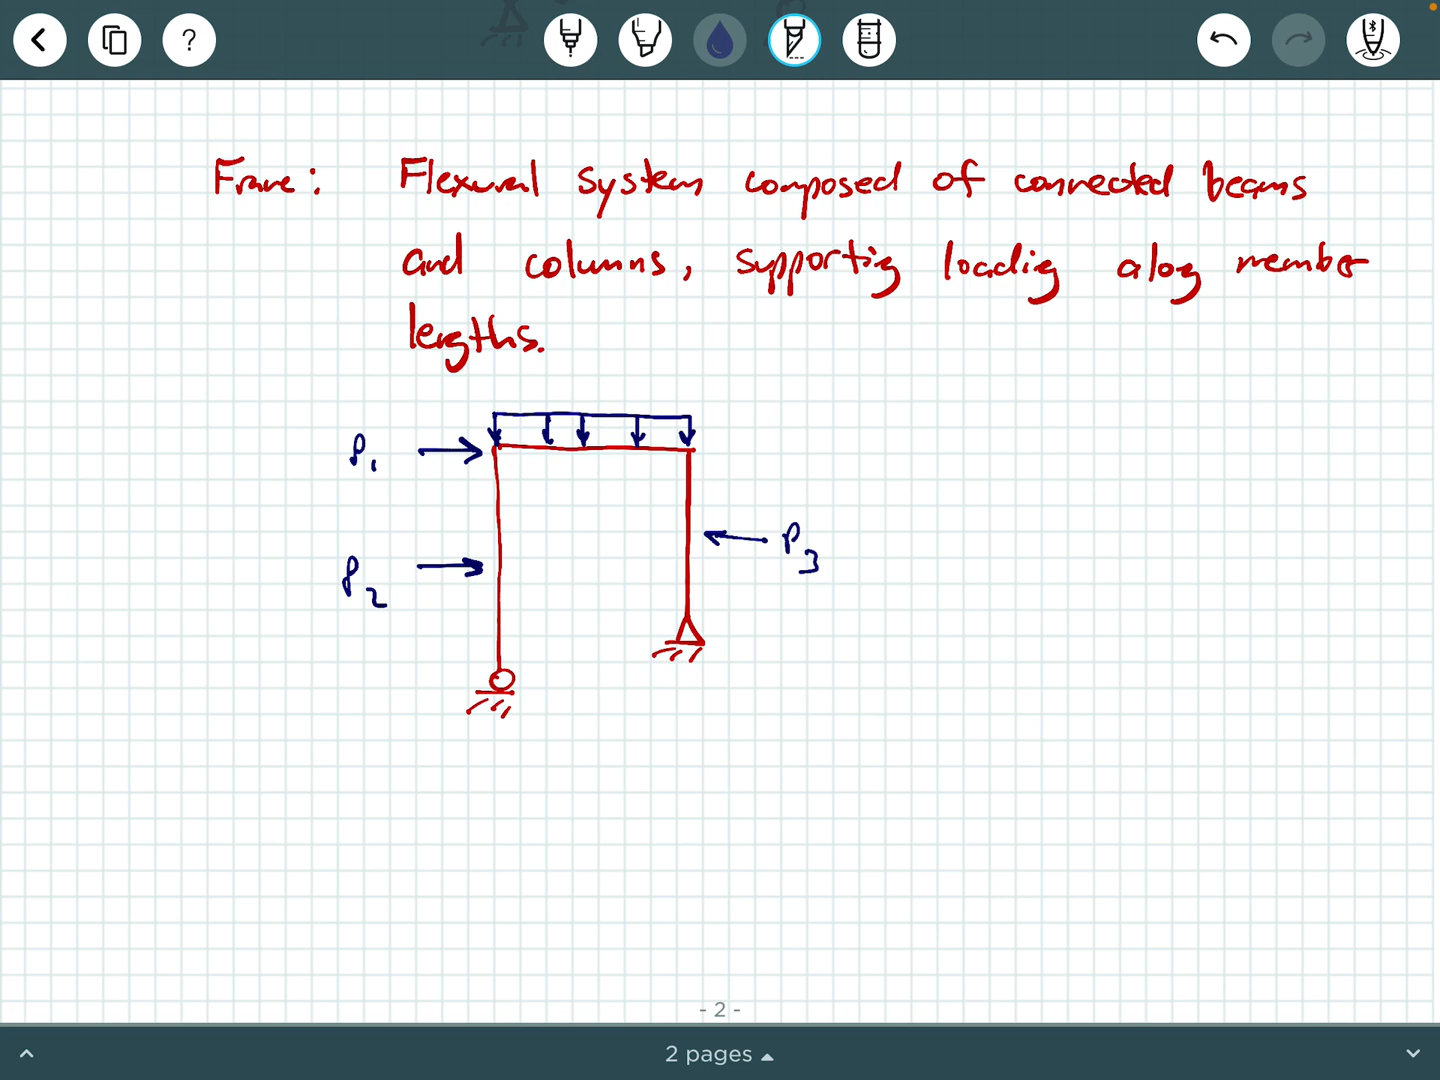 ?
Frame: Flexural system composed of connected beams
and columns, supporting loading along member
lengths.
P1
P2
P3
- 2 -
2 pages